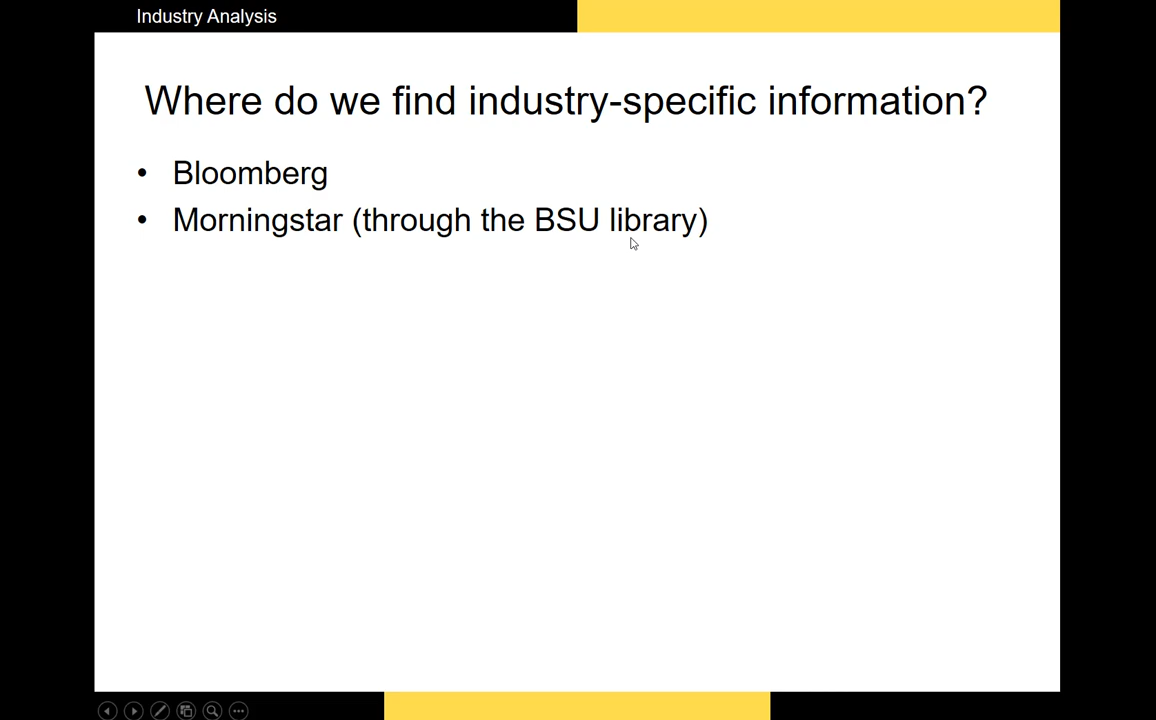 Industry Analysis
Where do we find industry-specific information?
• Bloomberg
• Morningstar (through the BSU library)